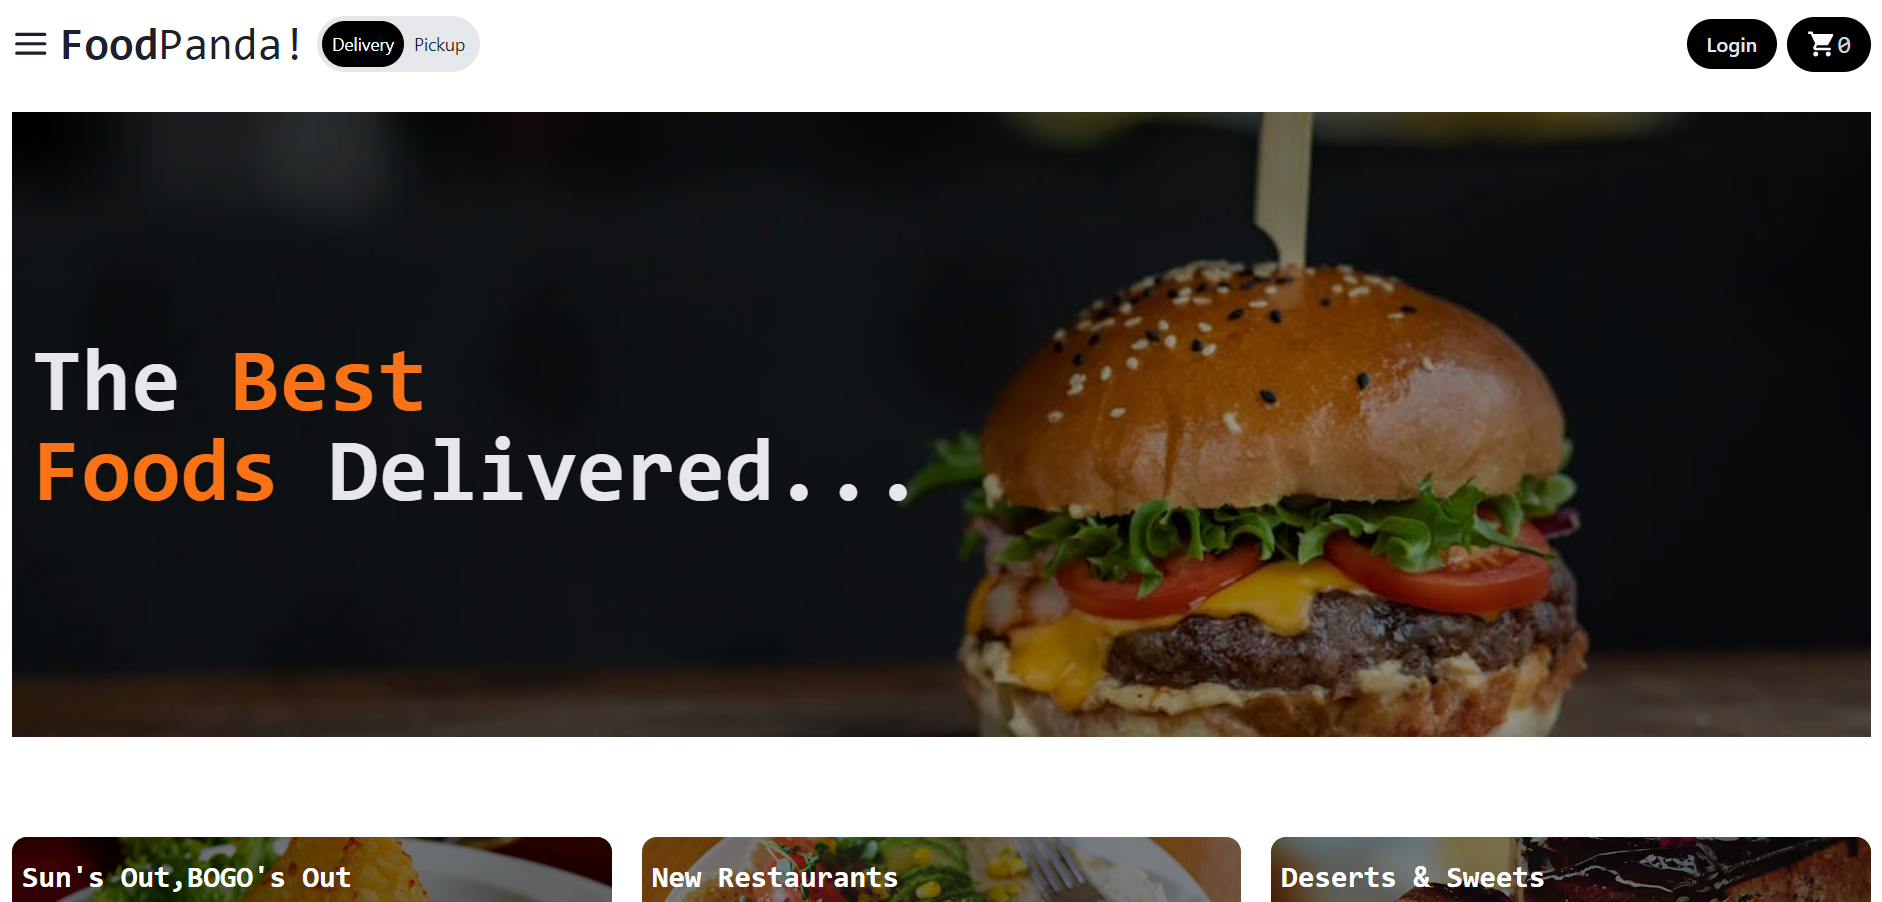 FoodPanda! Delivery Pickup Login 0
The Best
Foods Delivered...
Sun's Out,BOGO's Out
New Restaurants
Deserts & Sweets